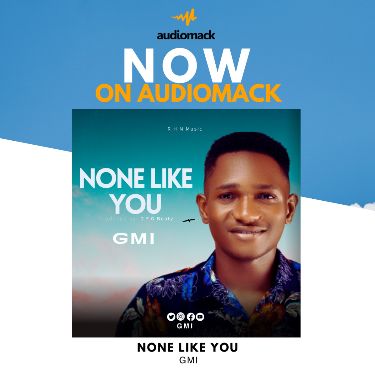 audiomack
NOW
ON AUDIOMACK
NONE LIKE
YOU
GMI
GMI
NONE LIKE YOU
GMI